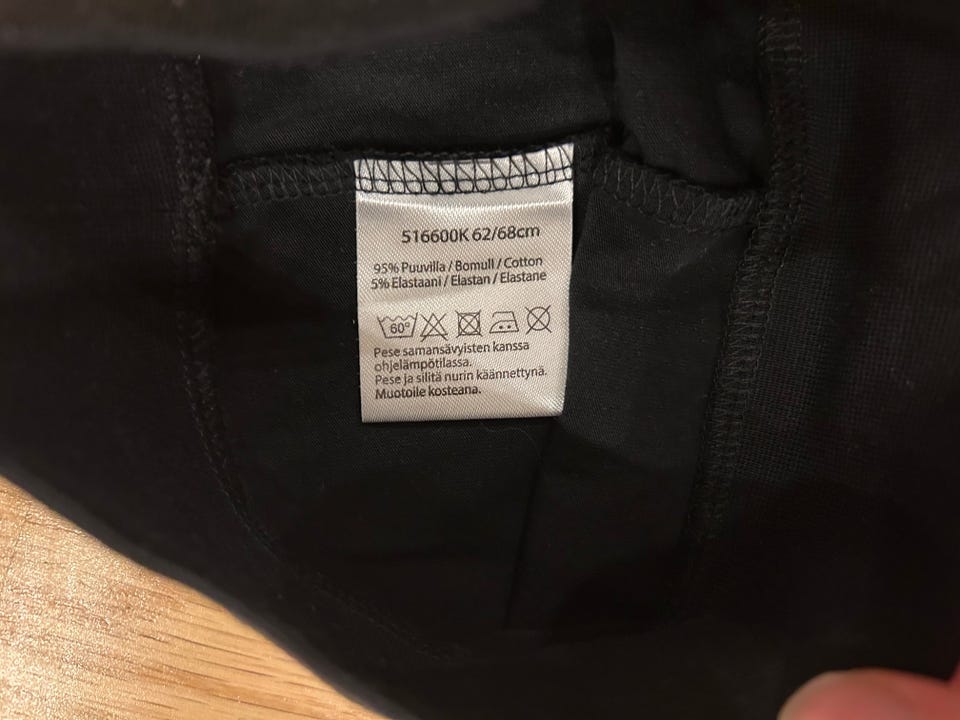 516600K 62/68cm
95% Puuvilla / Bomull / Cotton
5% Elastaani / Elastan / Elastane
60°
Pese samansävyisten kanssa
ohjelämpötilassa.
Pese ja silitä nurin käännettynä.
Muotoile kosteana.